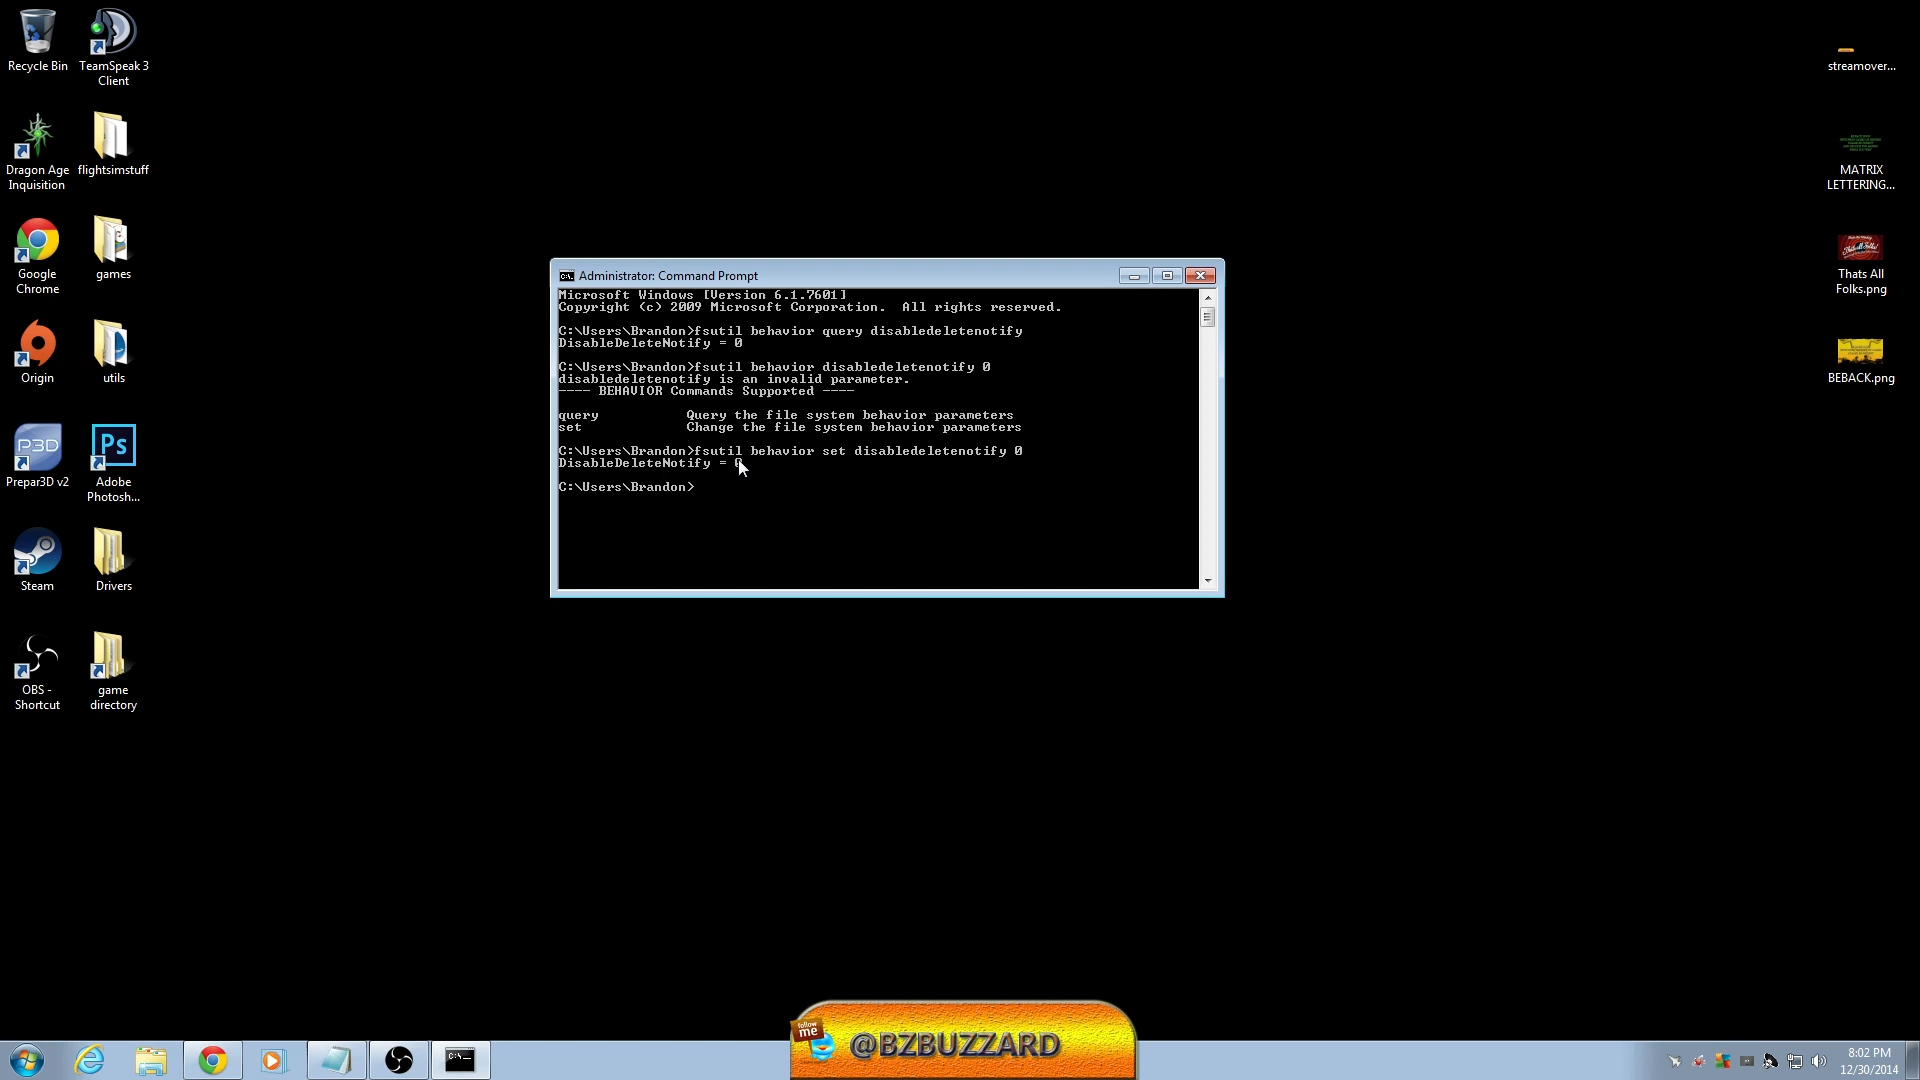 Recycle Bin
TeamSpeak 3
Client
Dragon Age
Inquisition
flightsimstuff
Google
Chrome
games
Origin
utils
P3D
Prepar3D v2
Ps
Adobe
Photosh...
Steam
Drivers
OBS -
Shortcut
game
directory
Administrator: Command Prompt
Microsoft Windows [Version 6.1.7601]
Copyright (c) 2009 Microsoft Corporation.  All rights reserved.
C:\Users\Brandon>fsutil behavior query disabledeletenotify
DisableDeleteNotify = 0
C:\Users\Brandon>fsutil behavior disabledeletenotify 0
disabledeletenotify is an invalid parameter.
---- BEHAVIOR Commands Supported ----
query           Query the file system behavior parameters
set             Change the file system behavior parameters
C:\Users\Brandon>fsutil behavior set disabledeletenotify 0
DisableDeleteNotify = 0
C:\Users\Brandon>
streamover...
MATRIX
LETTERING...
Thats All
Folks.png
BEBACK.png
follow
me
@BZBUZZARD
8:02 PM
12/30/2014